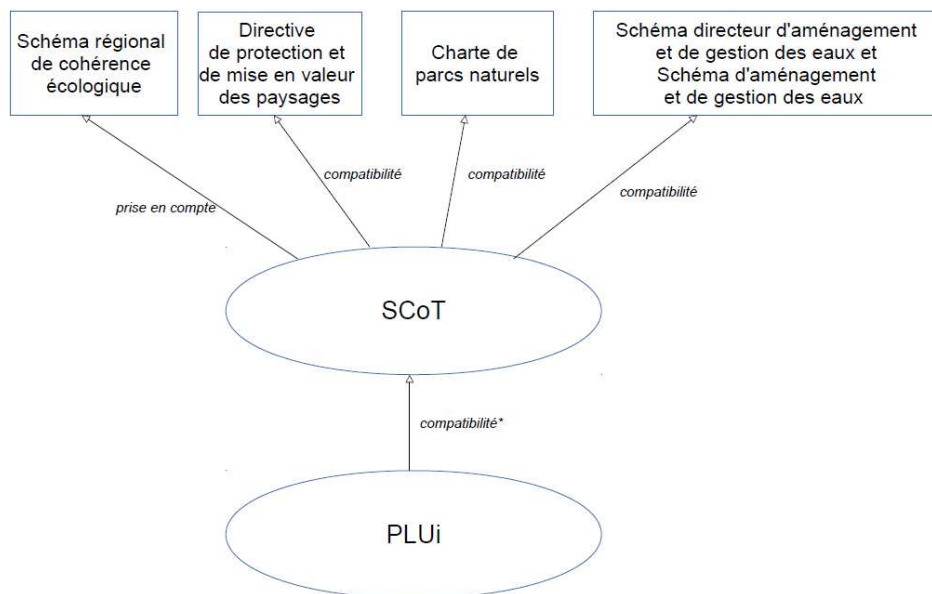 Schéma régional
de cohérence
écologique
Directive
de protection et
de mise en valeur
des paysages
Charte de
parcs naturels
Schéma directeur d'aménagement
et de gestion des eaux et
Schéma d'aménagement
et de gestion des eaux
prise en compte
compatibilité
compatibilité
compatibilité
SCoT
compatibilité*
PLUi